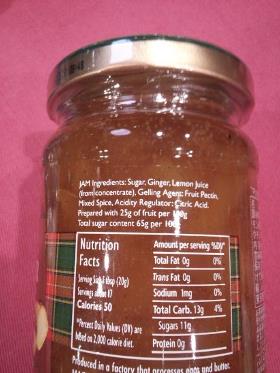 JAM Ingredients: Sugar, Ginger, Lemon Juice
(from concentrate), Gelling Agent: Fruit Pectin,
Mixed Spice, Acidity Regulator: Citric Acid.
Prepared with 25g of fruit per 100g
Total sugar content 65g per 100g
Nutrition
Facts
Serving Size 1 tbsp (20g)
Servings about 17
Calories 50
*Percent Daily Values (DV) are
based on 2,000 calorie diet.
Amount per serving %DV*
Total Fat 0g 0%
Trans Fat 0g 0%
Sodium 1mg 0%
Total Carb. 13g 4%
Sugars 11g
Protein 0g
Produced in a factory that processes eggs and butter.